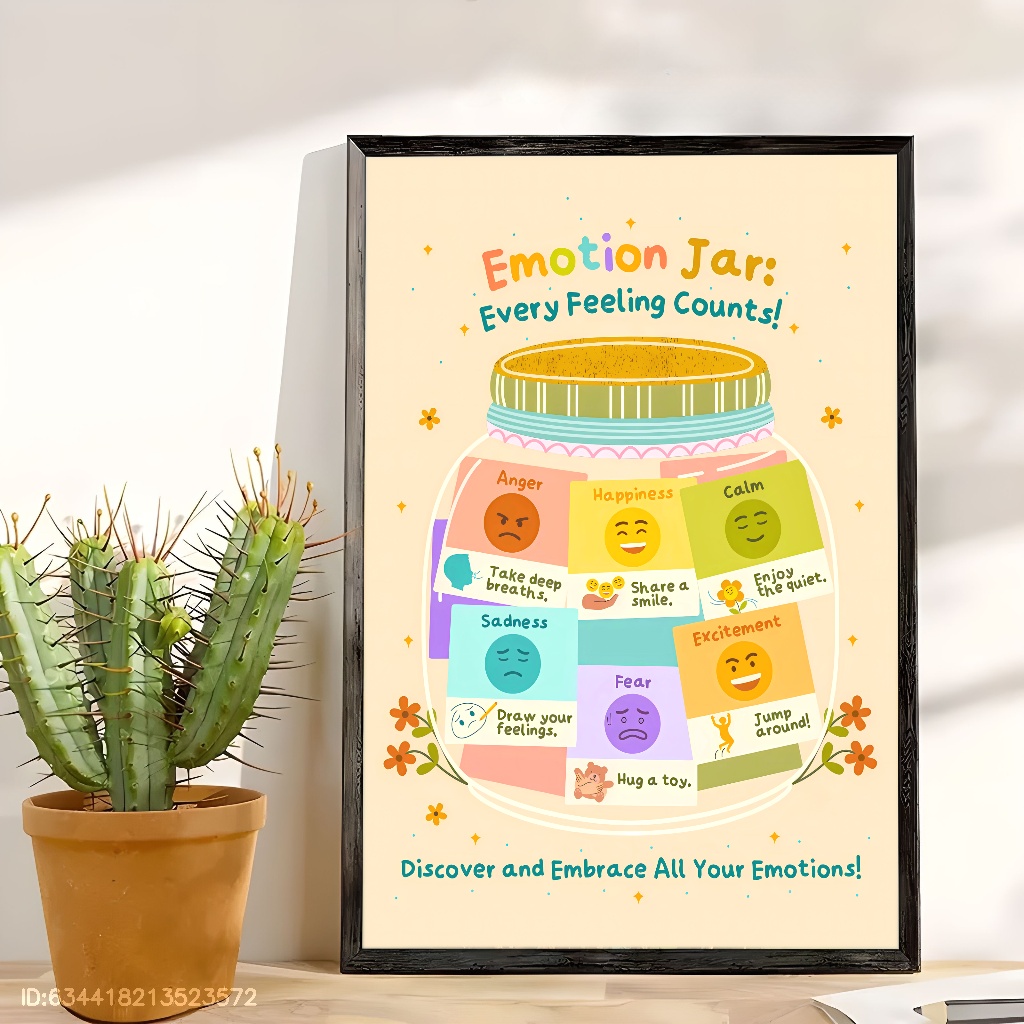 Emotion Jar:
Every Feeling Counts!
Anger
Take deep
breaths.
Happiness
Share a
smile.
Calm
Enjoy
the quiet.
Sadness
Draw your
feelings.
Fear
Hug a toy.
Excitement
Jump
around!
Discover and Embrace All Your Emotions!
ID:634418213523572